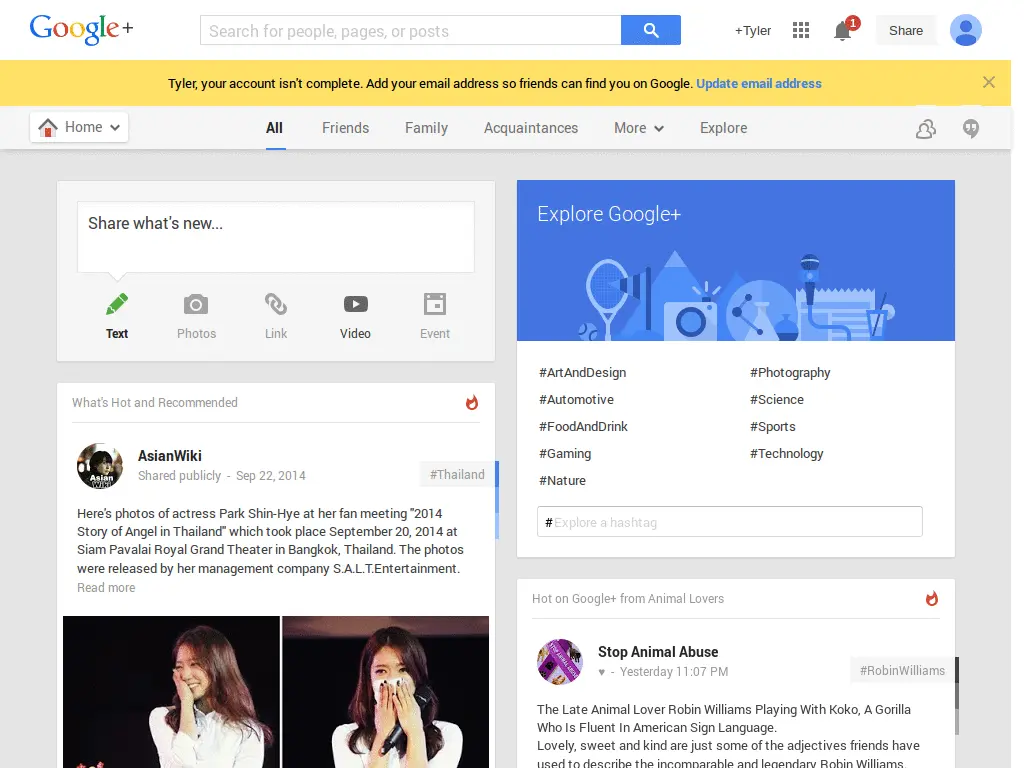 Google+
Search for people, pages, or posts
+Tyler
1
Share
Tyler, your account isn't complete. Add your email address so friends can find you on Google. Update email address
Home
All
Friends
Family
Acquaintances
More
Explore
Share what's new...
Text
Photos
Link
Video
Event
Explore Google+
#ArtAndDesign
#Photography
#Automotive
#Science
#FoodAndDrink
#Sports
#Gaming
#Technology
#Nature
#Explore a hashtag
What's Hot and Recommended
AsianWiki
Shared publicly - Sep 22, 2014
#Thailand
Here's photos of actress Park Shin-Hye at her fan meeting "2014
Story of Angel in Thailand" which took place September 20, 2014 at
Siam Pavalai Royal Grand Theater in Bangkok, Thailand. The photos
were released by her management company S.A.L.T.Entertainment.
Read more
Hot on Google+ from Animal Lovers
Stop Animal Abuse
♥ - Yesterday 11:07 PM
#RobinWilliams
The Late Animal Lover Robin Williams Playing With Koko, A Gorilla
Who Is Fluent In American Sign Language.
Lovely, sweet and kind are just some of the adjectives friends have
used to describe the incomparable and legendary Robin Williams.